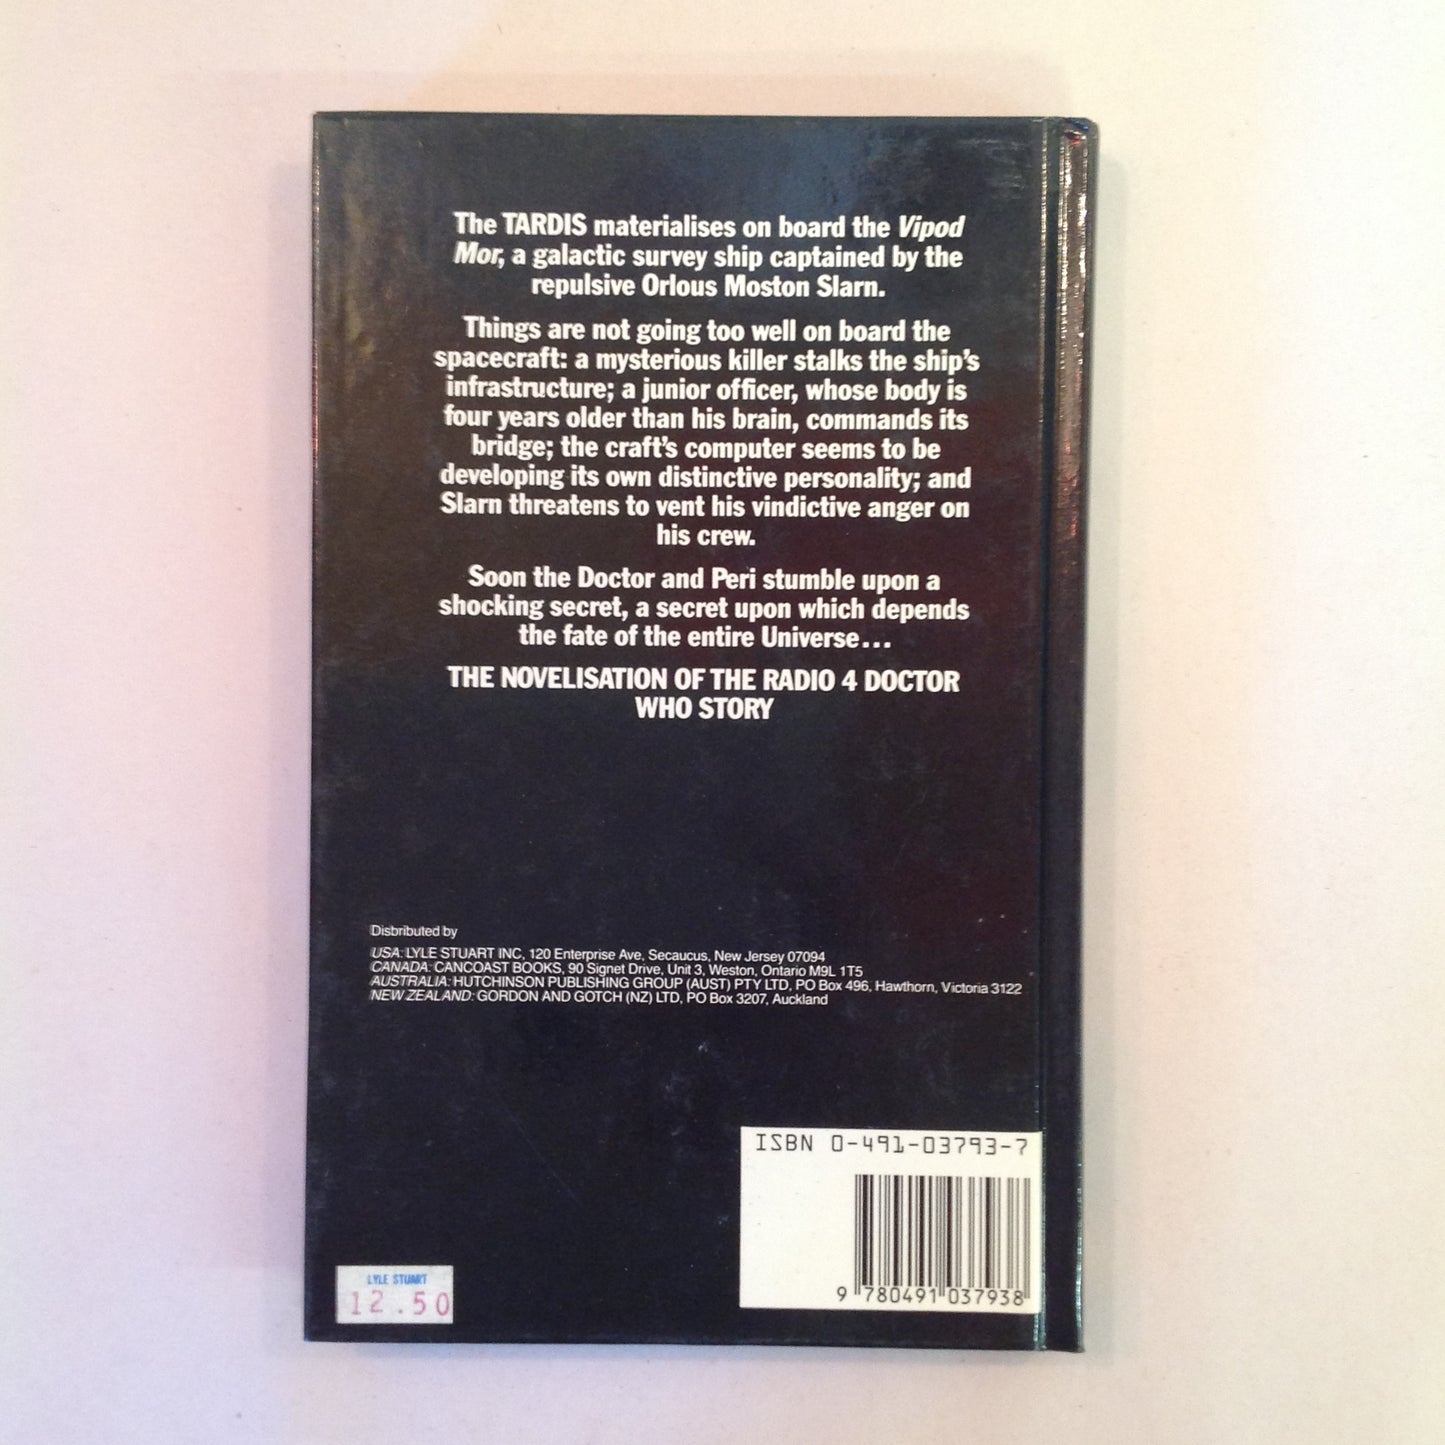 The TARDIS materialises on board the Vipod
Mor, a galactic survey ship captained by the
repulsive Orlous Moston Slarn.
Things are not going too well on board the
spacecraft: a mysterious killer stalks the ship's
infrastructure; a junior officer, whose body is
four years older than his brain, commands its
bridge; the craft's computer seems to be
developing its own distinctive personality; and
Slarn threatens to vent his vindictive anger on
his crew.
Soon the Doctor and Peri stumble upon a
shocking secret, a secret upon which depends
the fate of the entire Universe...
THE NOVELISATION OF THE RADIO 4 DOCTOR
WHO STORY
Disbributed by
USA: LYLE STUART INC, 120 Enterprise Ave, Secaucus, New Jersey 07094
CANADA: CANCOAST BOOKS, 90 Signet Drive, Unit 3, Weston, Ontario M9L 1T5
AUSTRALIA: HUTCHINSON PUBLISHING GROUP (AUST) PTY LTD, PO Box 496, Hawthorn, Victoria 3122
NEW ZEALAND: GORDON AND GOTCH (NZ) LTD, PO Box 3207, Auckland
ISBN 0-491-03793-7
9 780491 037938
LYLE STUART
12.50